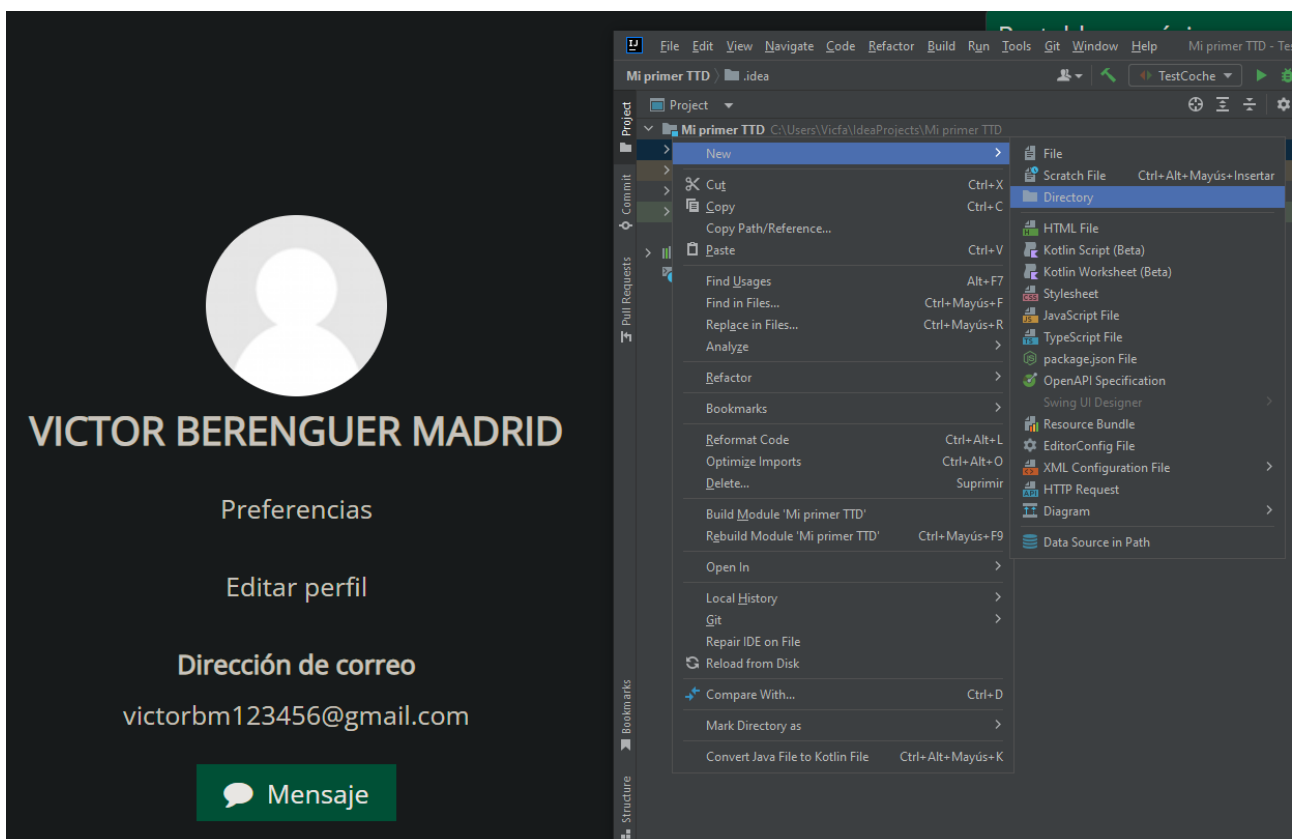 VICTOR BERENGUER MADRID
Preferencias
Editar perfil
Dirección de correo
victorbm123456@gmail.com
Mensaje
File Edit View Navigate Code Refactor Build Run Tools Git Window Help Mi primer TTD - Tes
Mi primer TTD .idea TestCoche
Project
Project
Commit
Pull Requests
Bookmarks
Structure
Mi primer TTD C:\Users\Vicfa\IdeaProjects\Mi primer TTD
New
Cut Ctrl+X
Copy Ctrl+C
Copy Path/Reference...
Paste Ctrl+V
Find Usages Alt+F7
Find in Files... Ctrl+Mayús+F
Replace in Files... Ctrl+Mayús+R
Analyze
Refactor
Bookmarks
Reformat Code Ctrl+Alt+L
Optimize Imports Ctrl+Alt+O
Delete... Suprimir
Build Module 'Mi primer TTD'
Rebuild Module 'Mi primer TTD' Ctrl+Mayús+F9
Open In
Local History
Git
Repair IDE on File
Reload from Disk
Compare With... Ctrl+D
Mark Directory as
Convert Java File to Kotlin File Ctrl+Alt+Mayús+K
File
Scratch File Ctrl+Alt+Mayús+Insertar
Directory
HTML File
Kotlin Script (Beta)
Kotlin Worksheet (Beta)
Stylesheet
JavaScript File
TypeScript File
package.json File
OpenAPI Specification
Swing UI Designer
Resource Bundle
EditorConfig File
XML Configuration File
HTTP Request
Diagram
Data Source in Path